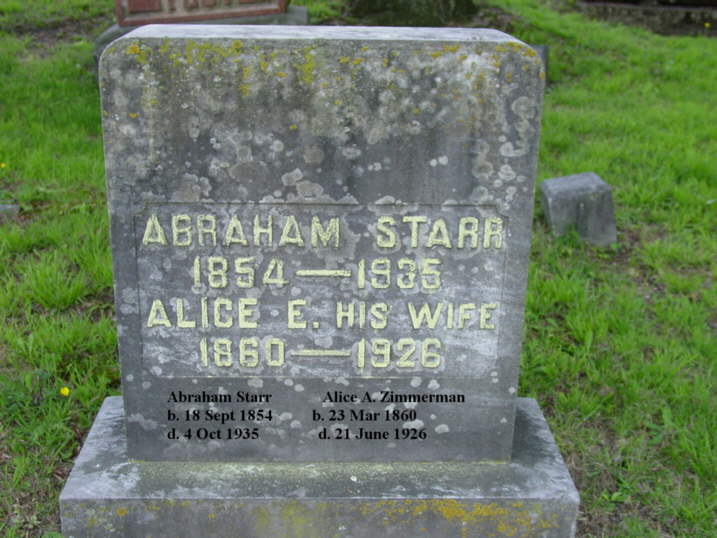 ABRAHAM STARR
1854—1935
ALICE E. HIS WIFE
1860—1926
Abraham Starr Alice A. Zimmerman
b. 18 Sept 1854 b. 23 Mar 1860
d. 4 Oct 1935 d. 21 June 1926